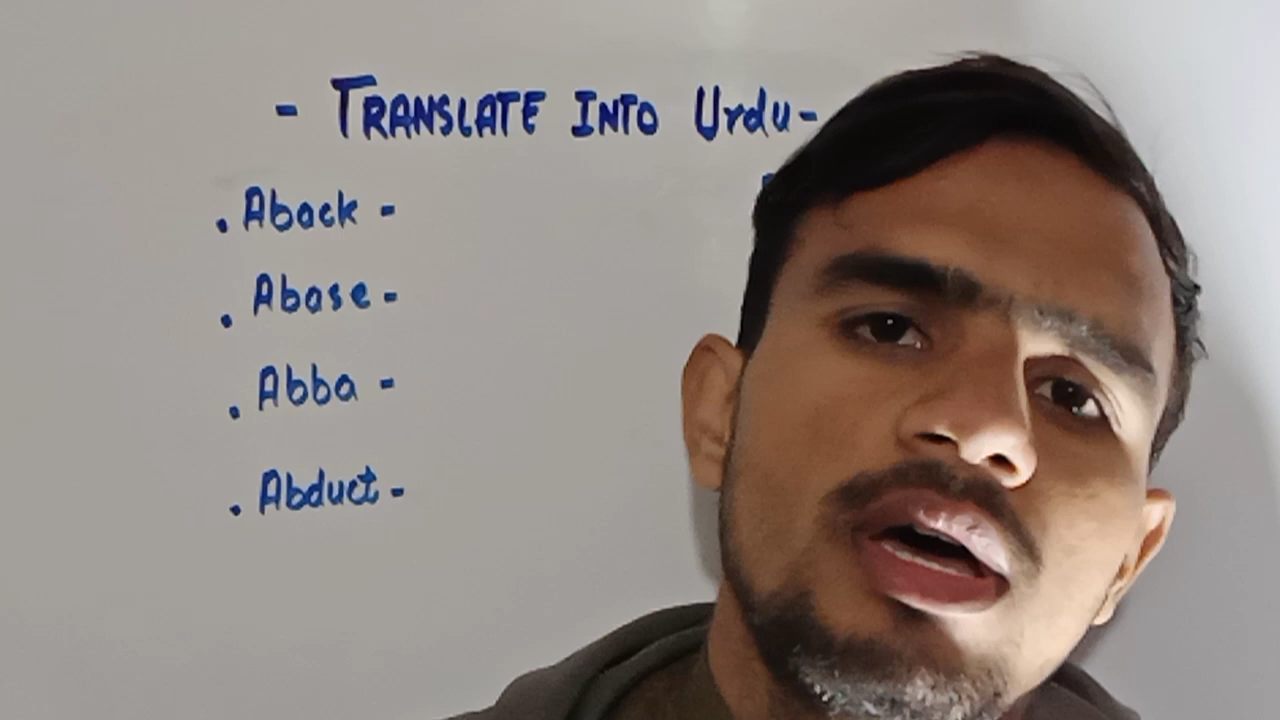 - TRANSLATE INTO Urdu -
. Aback -
. Abase -
. Abba -
. Abduct -